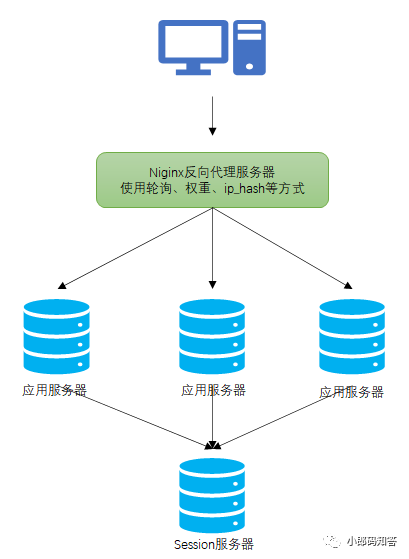 Niginx反向代理服务器
使用轮询、权重、ip_hash等方式
应用服务器
应用服务器
应用服务器
Session服务器
小郎码知答